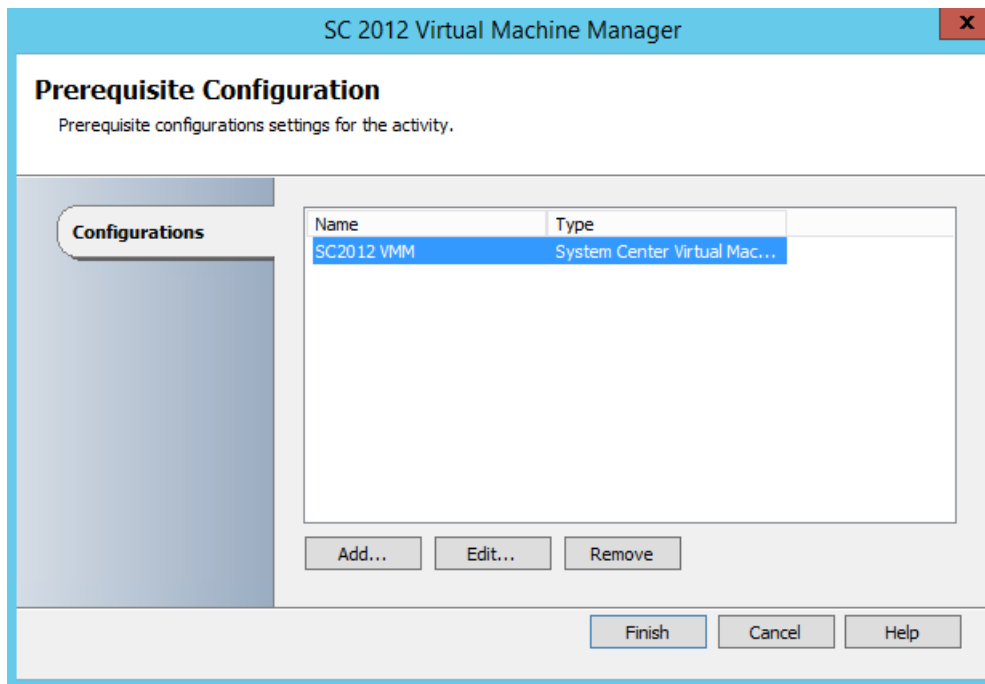 SC 2012 Virtual Machine Manager
x
Prerequisite Configuration
Prerequisite configurations settings for the activity.
Configurations
Name Type
SC2012 VMM System Center Virtual Mac...
Add... Edit... Remove
Finish Cancel Help